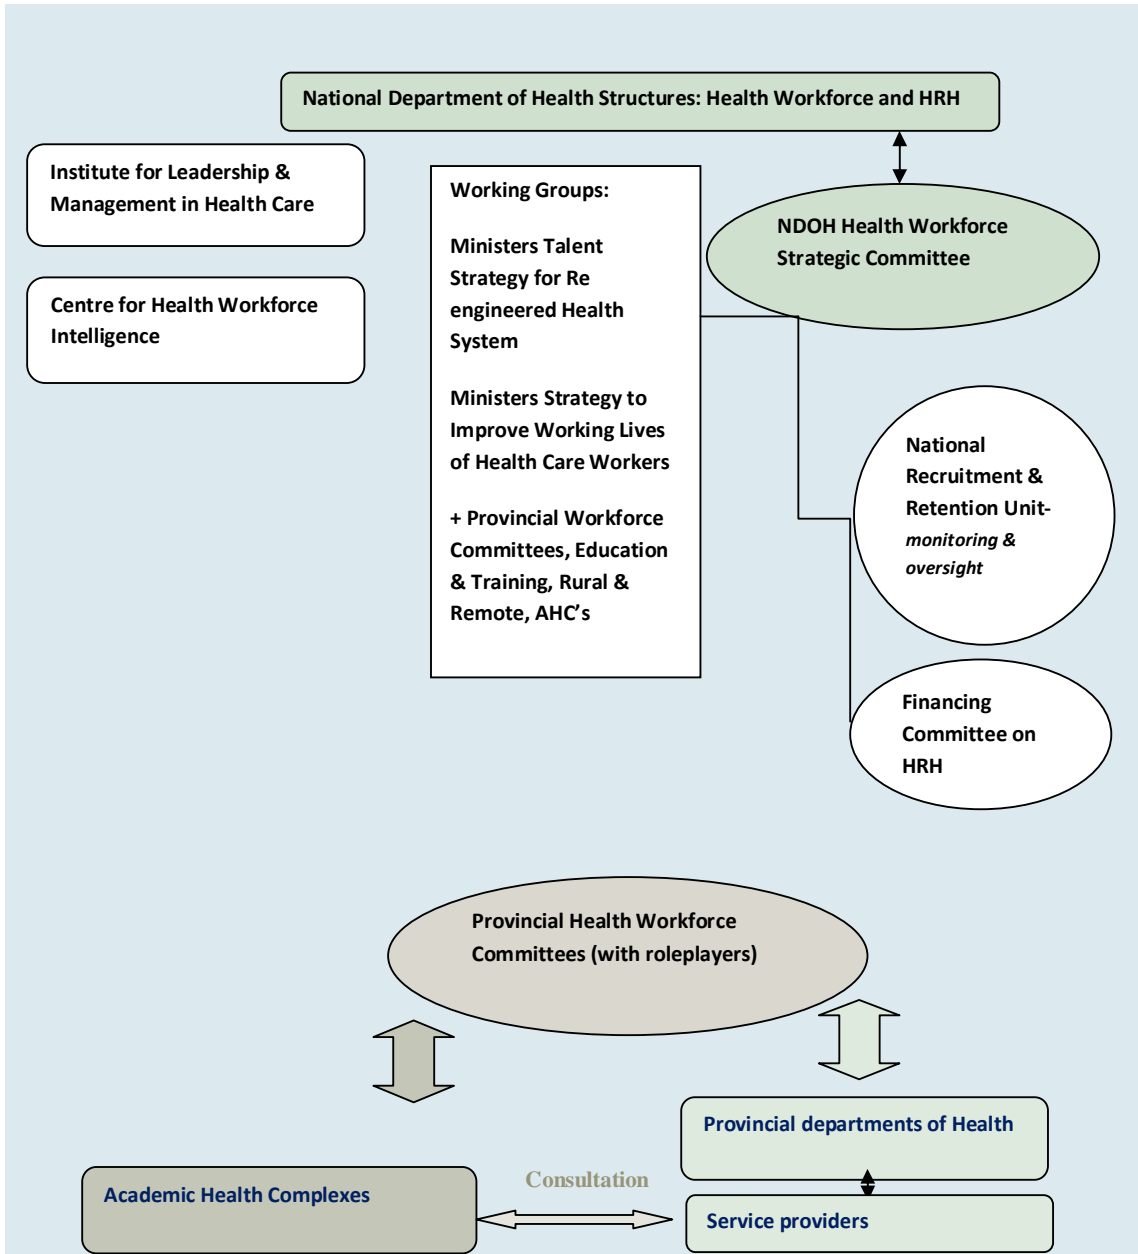 National Department of Health Structures: Health Workforce and HRH
Institute for Leadership &
Management in Health Care
Centre for Health Workforce
Intelligence
Working Groups:
Ministers Talent
Strategy for Re
engineered Health
System
Ministers Strategy to
Improve Working Lives
of Health Care Workers
+ Provincial Workforce
Committees, Education
& Training, Rural &
Remote, AHC’s
NDOH Health Workforce
Strategic Committee
National
Recruitment &
Retention Unit-
monitoring &
oversight
Financing
Committee on
HRH
Provincial Health Workforce
Committees (with roleplayers)
Provincial departments of Health
Academic Health Complexes
Consultation
Service providers